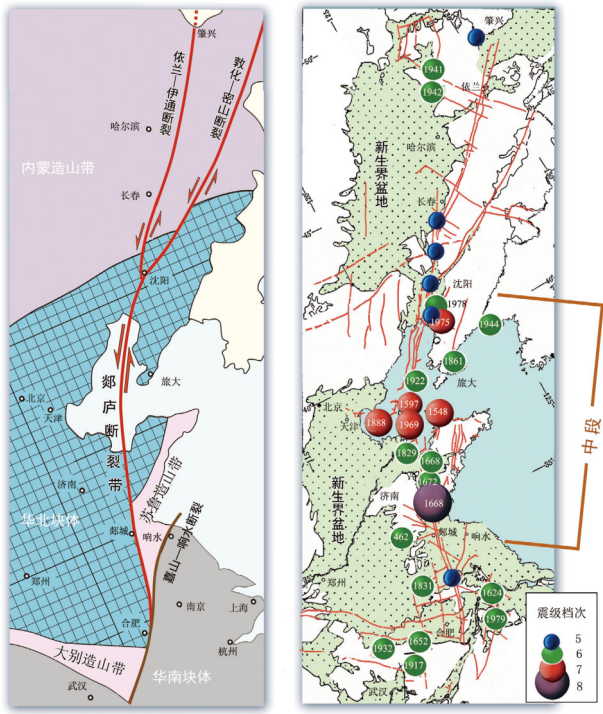 肇兴
依兰—伊通断裂
敦化—密山断裂
哈尔滨
内蒙造山带
长春
沈阳
郯庐断裂带
旅大
北京
天津
济南
苏鲁造山带
华北块体
郯城
响水
嘉山—响水断裂
郑州
南京
上海
合肥
杭州
大别造山带
华南块体
武汉
肇兴
1941
依兰
1942
哈尔滨
新生界盆地
长春
沈阳
1978
1975
1944
1861
旅大
1922
北京
1597
1548
天津
1888
1969
中段
1829
1668
1672
济南
1668
新生界盆地
462
郯城
响水
郑州
1831
1624
1979
合肥
1652
1932
1917
武汉
震级档次
5
6
7
8